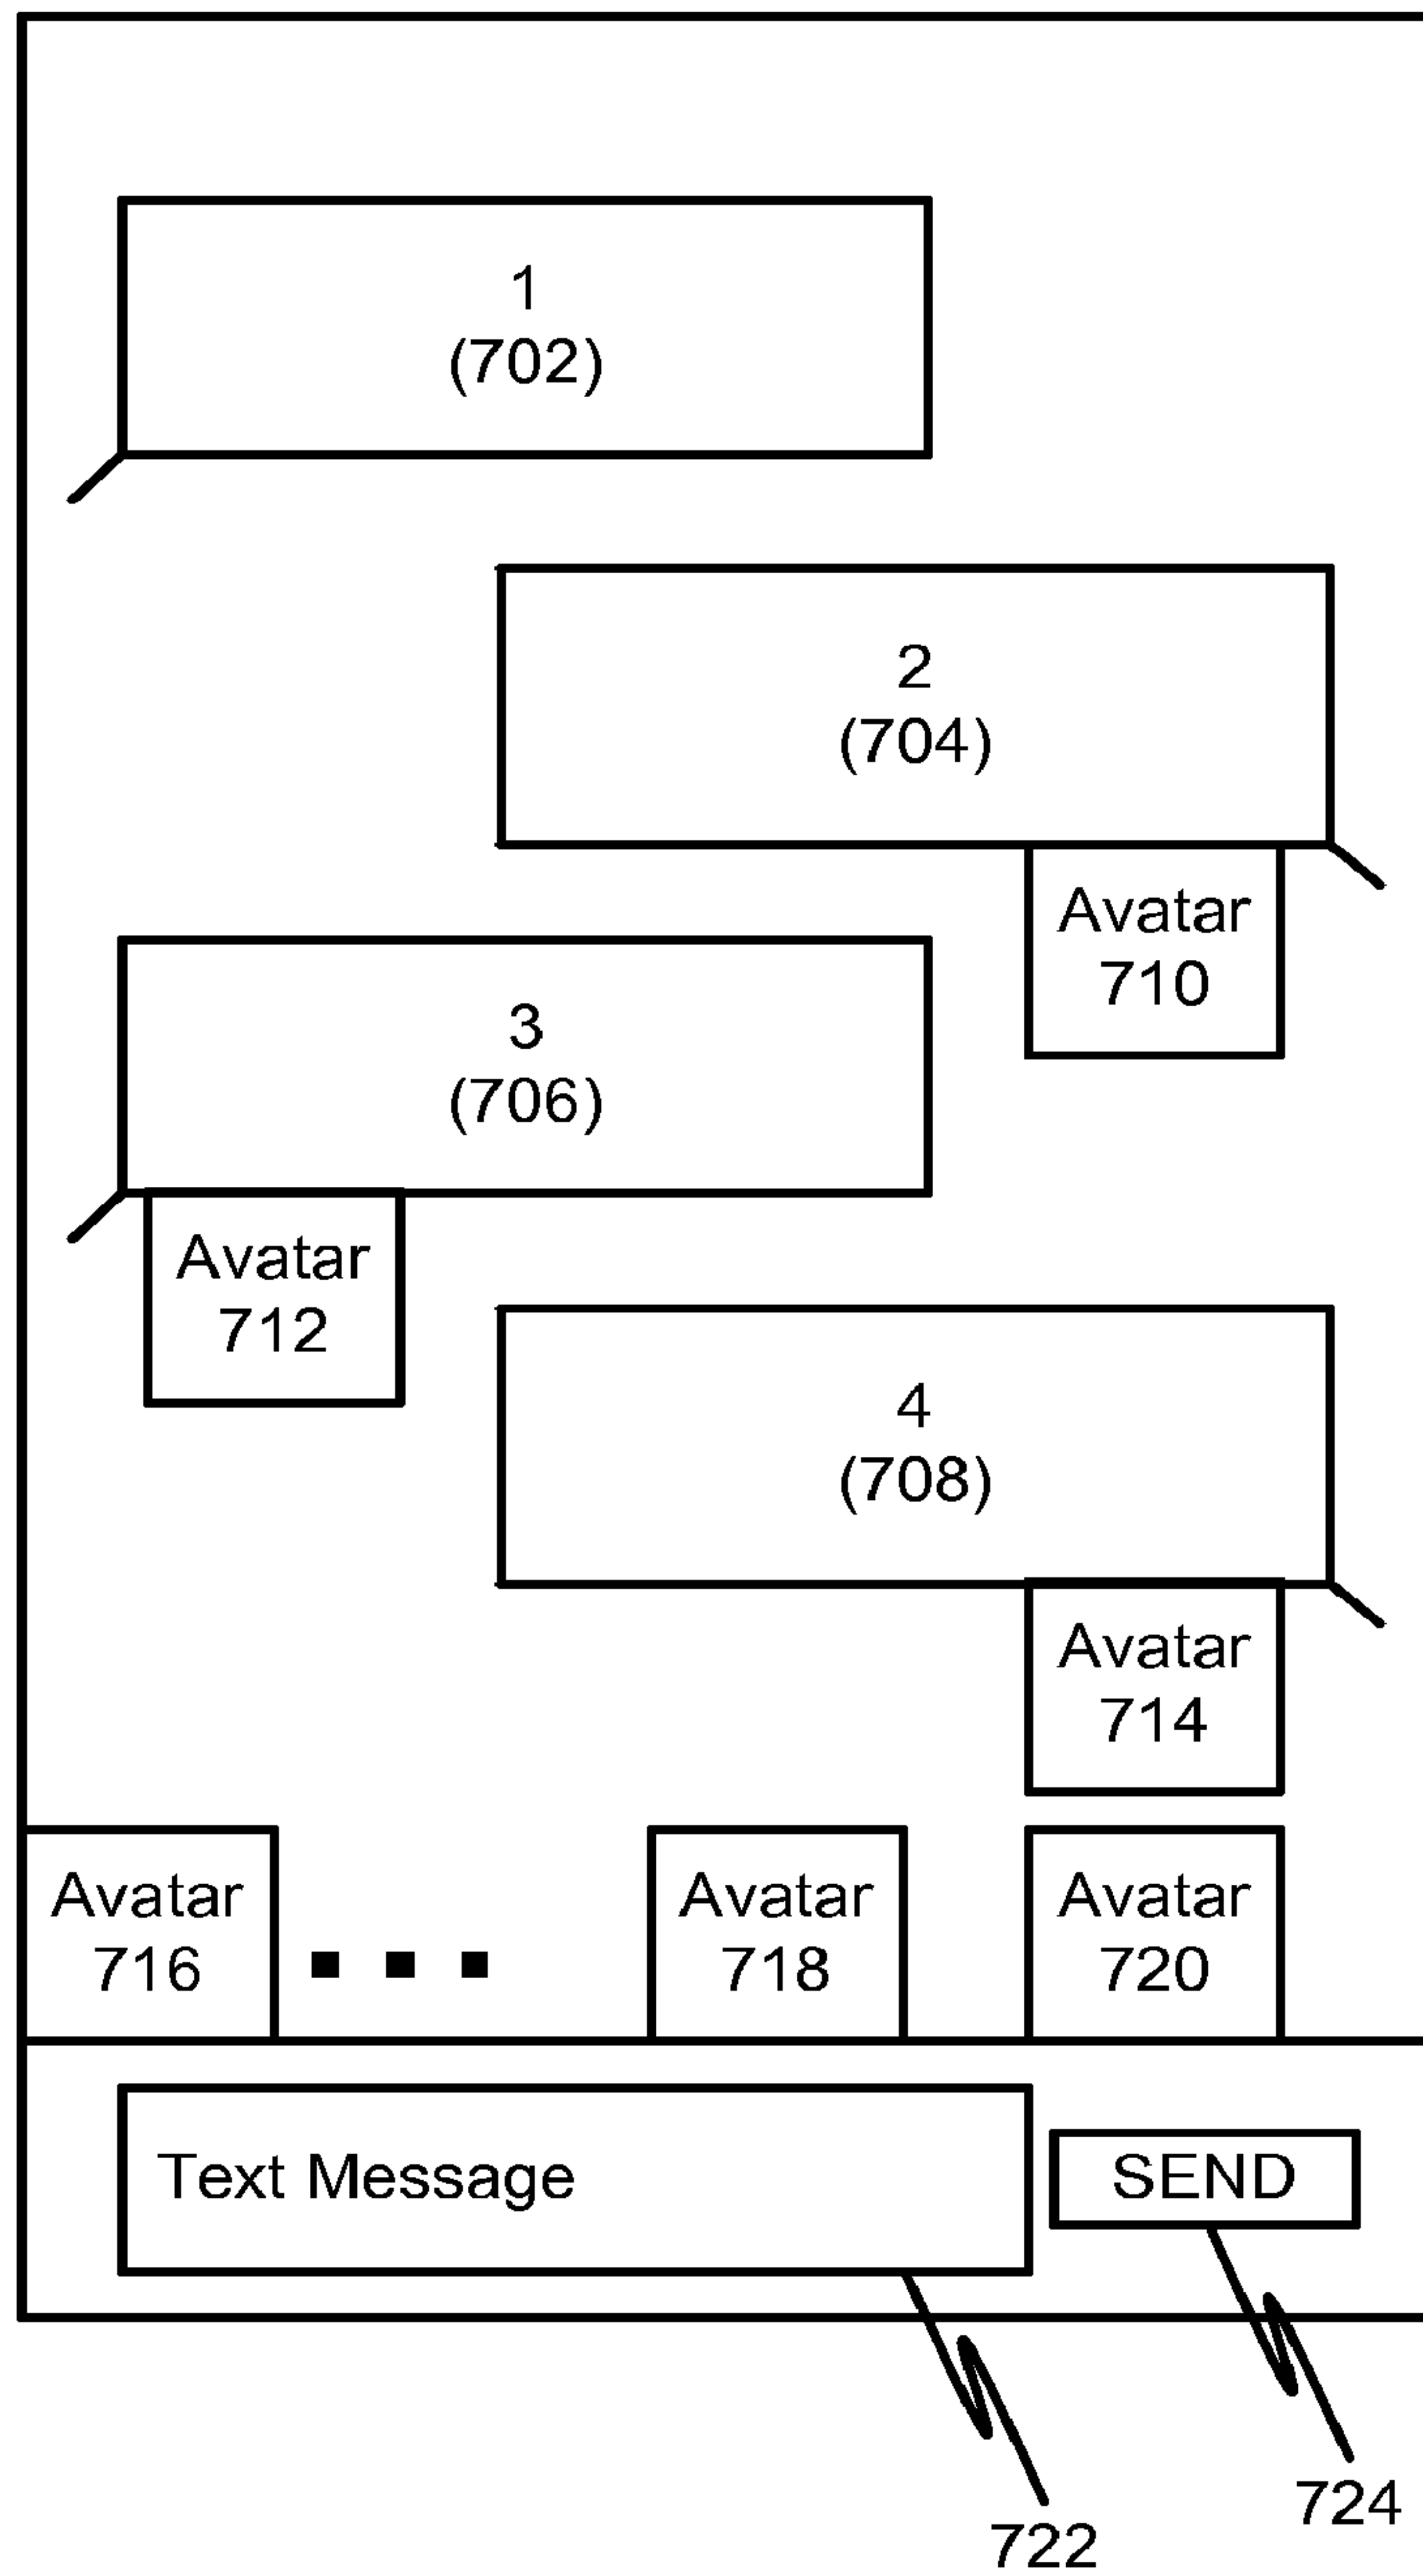 1
(702)
2
(704)
Avatar
710
3
(706)
Avatar
712
4
(708)
Avatar
714
Avatar
716
Avatar
718
Avatar
720
Text Message
SEND
724
722